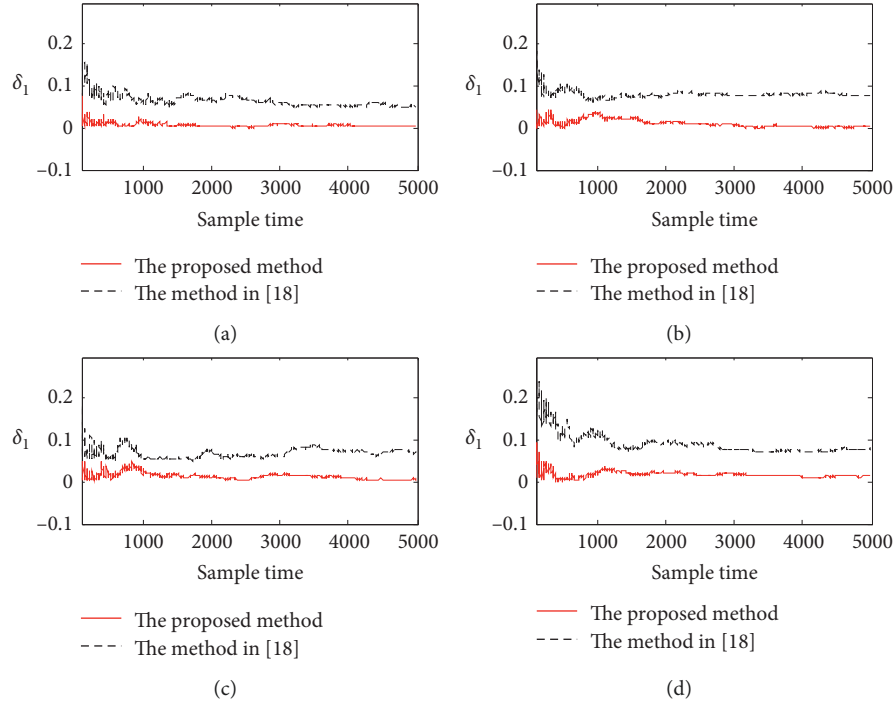 0.2
0.1
0
−0.1
δ1
1000 2000 3000 4000 5000
Sample time
The proposed method
The method in [18]
(a)
0.2
0.1
0
−0.1
δ1
1000 2000 3000 4000 5000
Sample time
The proposed method
The method in [18]
(b)
0.2
0.1
0
−0.1
δ1
1000 2000 3000 4000 5000
Sample time
The proposed method
The method in [18]
(c)
0.2
0.1
0
−0.1
δ1
1000 2000 3000 4000 5000
Sample time
The proposed method
The method in [18]
(d)